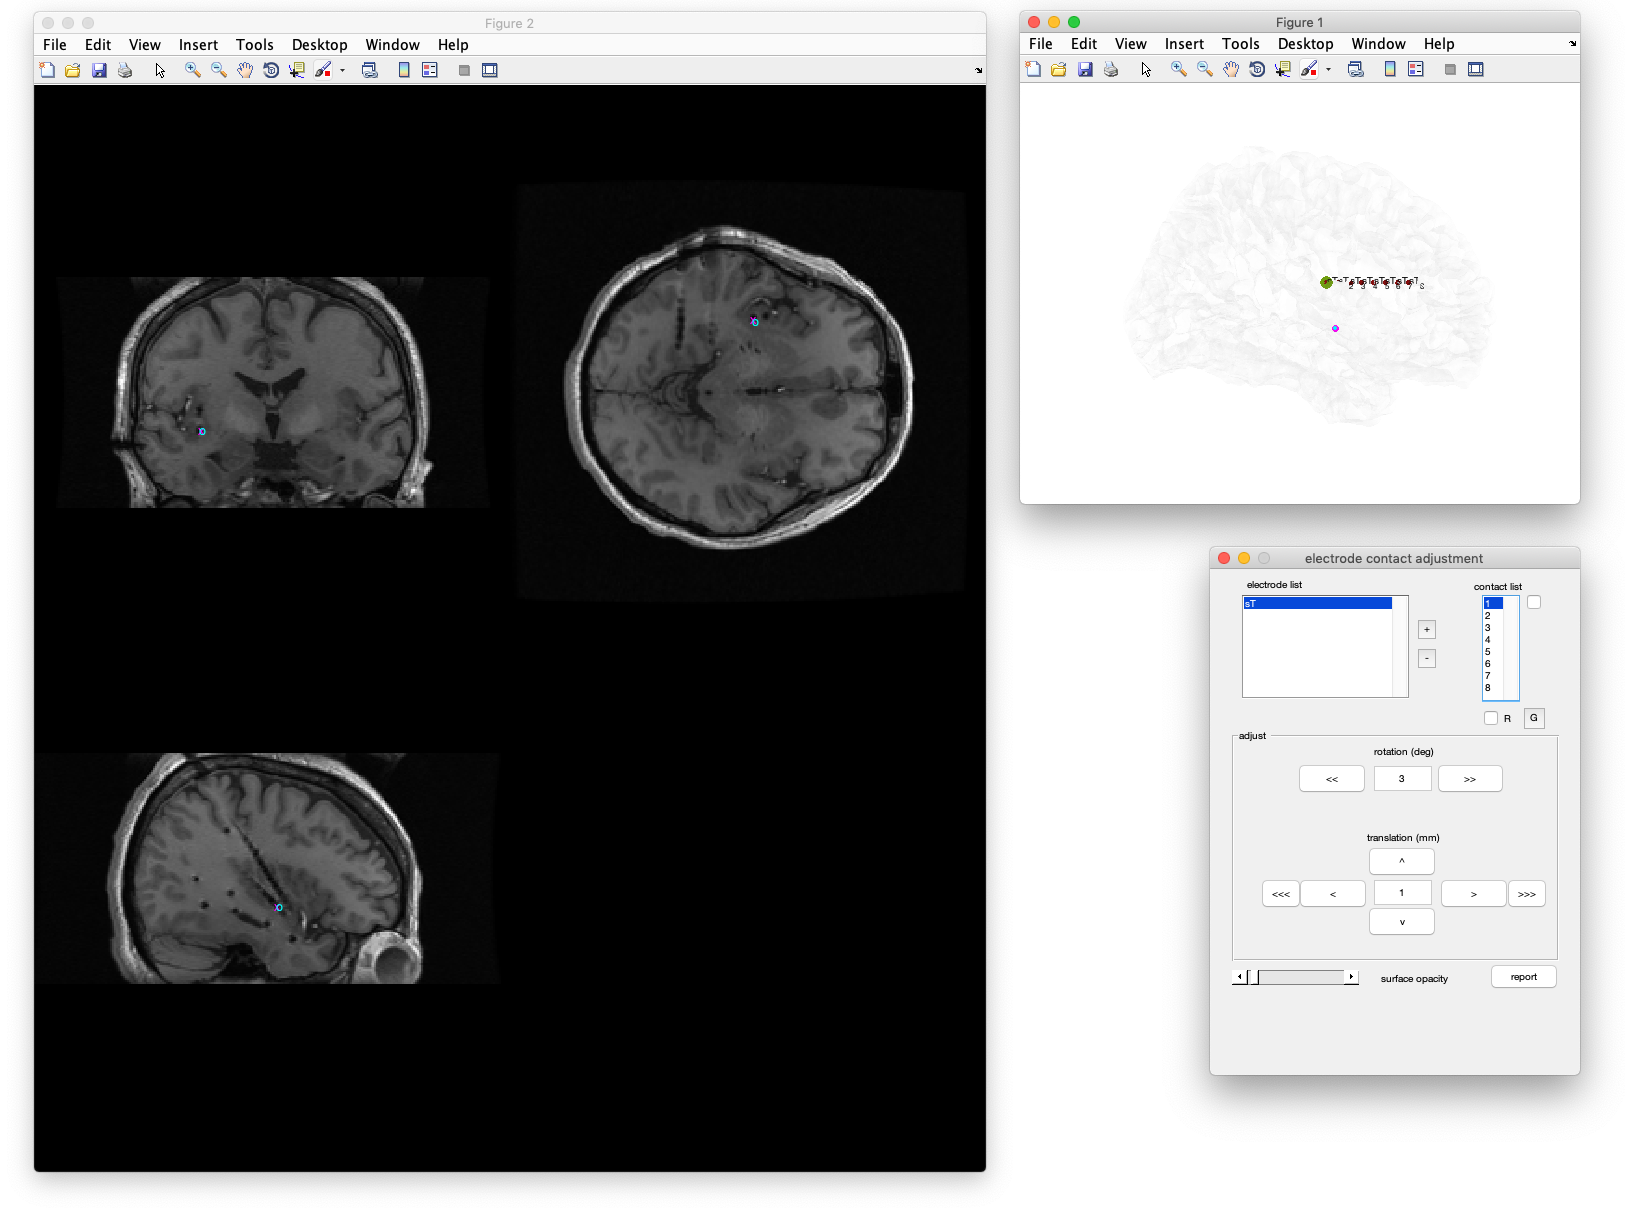 Figure 2
File Edit View Insert Tools Desktop Window Help
Figure 1
File Edit View Insert Tools Desktop Window Help
electrode contact adjustment
electrode list
contact list
sT
1
2
3
4
5
6
7
8
+
-
R
G
adjust
rotation (deg)
<<
3
>>
translation (mm)
^
<<<
<
1
>
>>>
v
surface opacity
report